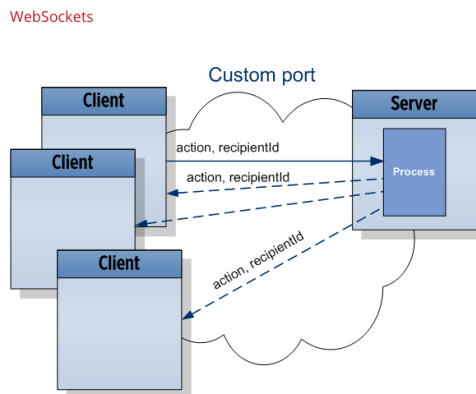 WebSockets
Custom port
Client
Server
action, recipientId
Client
action, recipientId
Process
Client
action, recipientId